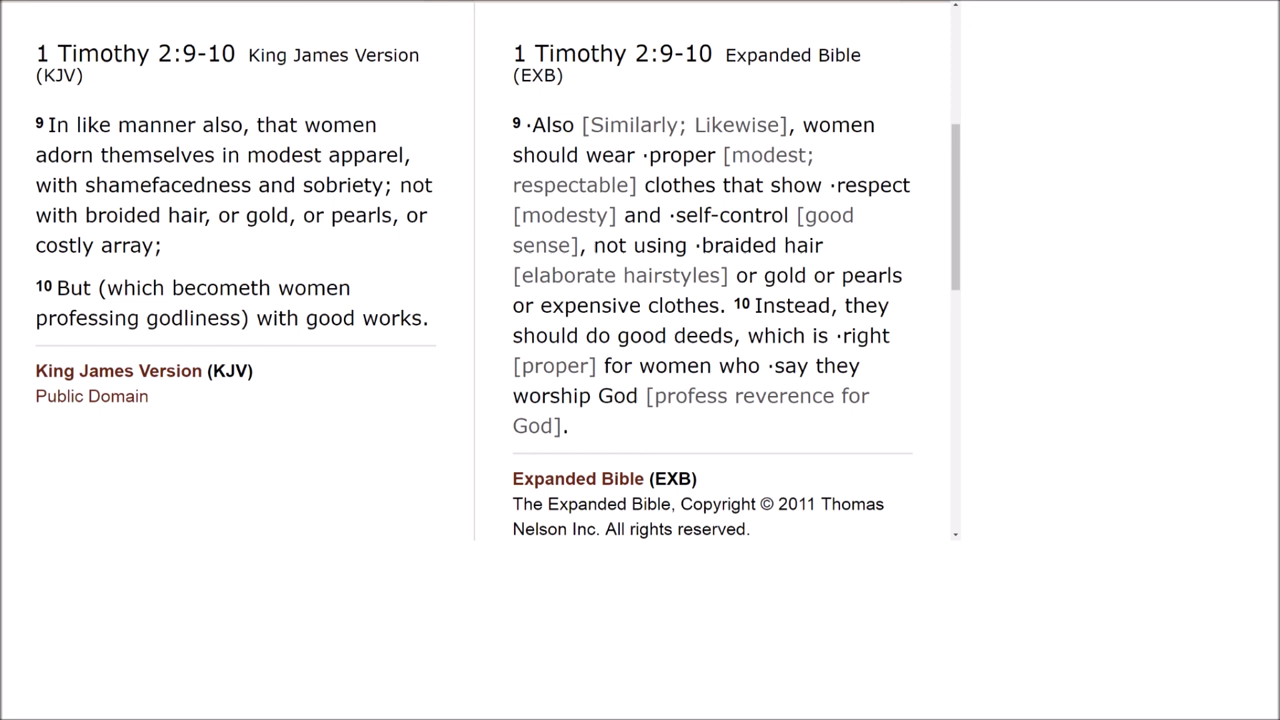 1 Timothy 2:9-10 King James Version
(KJV)
9 In like manner also, that women
adorn themselves in modest apparel,
with shamefacedness and sobriety; not
with broided hair, or gold, or pearls, or
costly array;
10 But (which becometh women
professing godliness) with good works.
King James Version (KJV)
Public Domain
1 Timothy 2:9-10 Expanded Bible
(EXB)
9 ·Also [Similarly; Likewise], women
should wear ·proper [modest;
respectable] clothes that show ·respect
[modesty] and ·self-control [good
sense], not using ·braided hair
[elaborate hairstyles] or gold or pearls
or expensive clothes. 10 Instead, they
should do good deeds, which is ·right
[proper] for women who ·say they
worship God [profess reverence for
God].
Expanded Bible (EXB)
The Expanded Bible, Copyright © 2011 Thomas
Nelson Inc. All rights reserved.